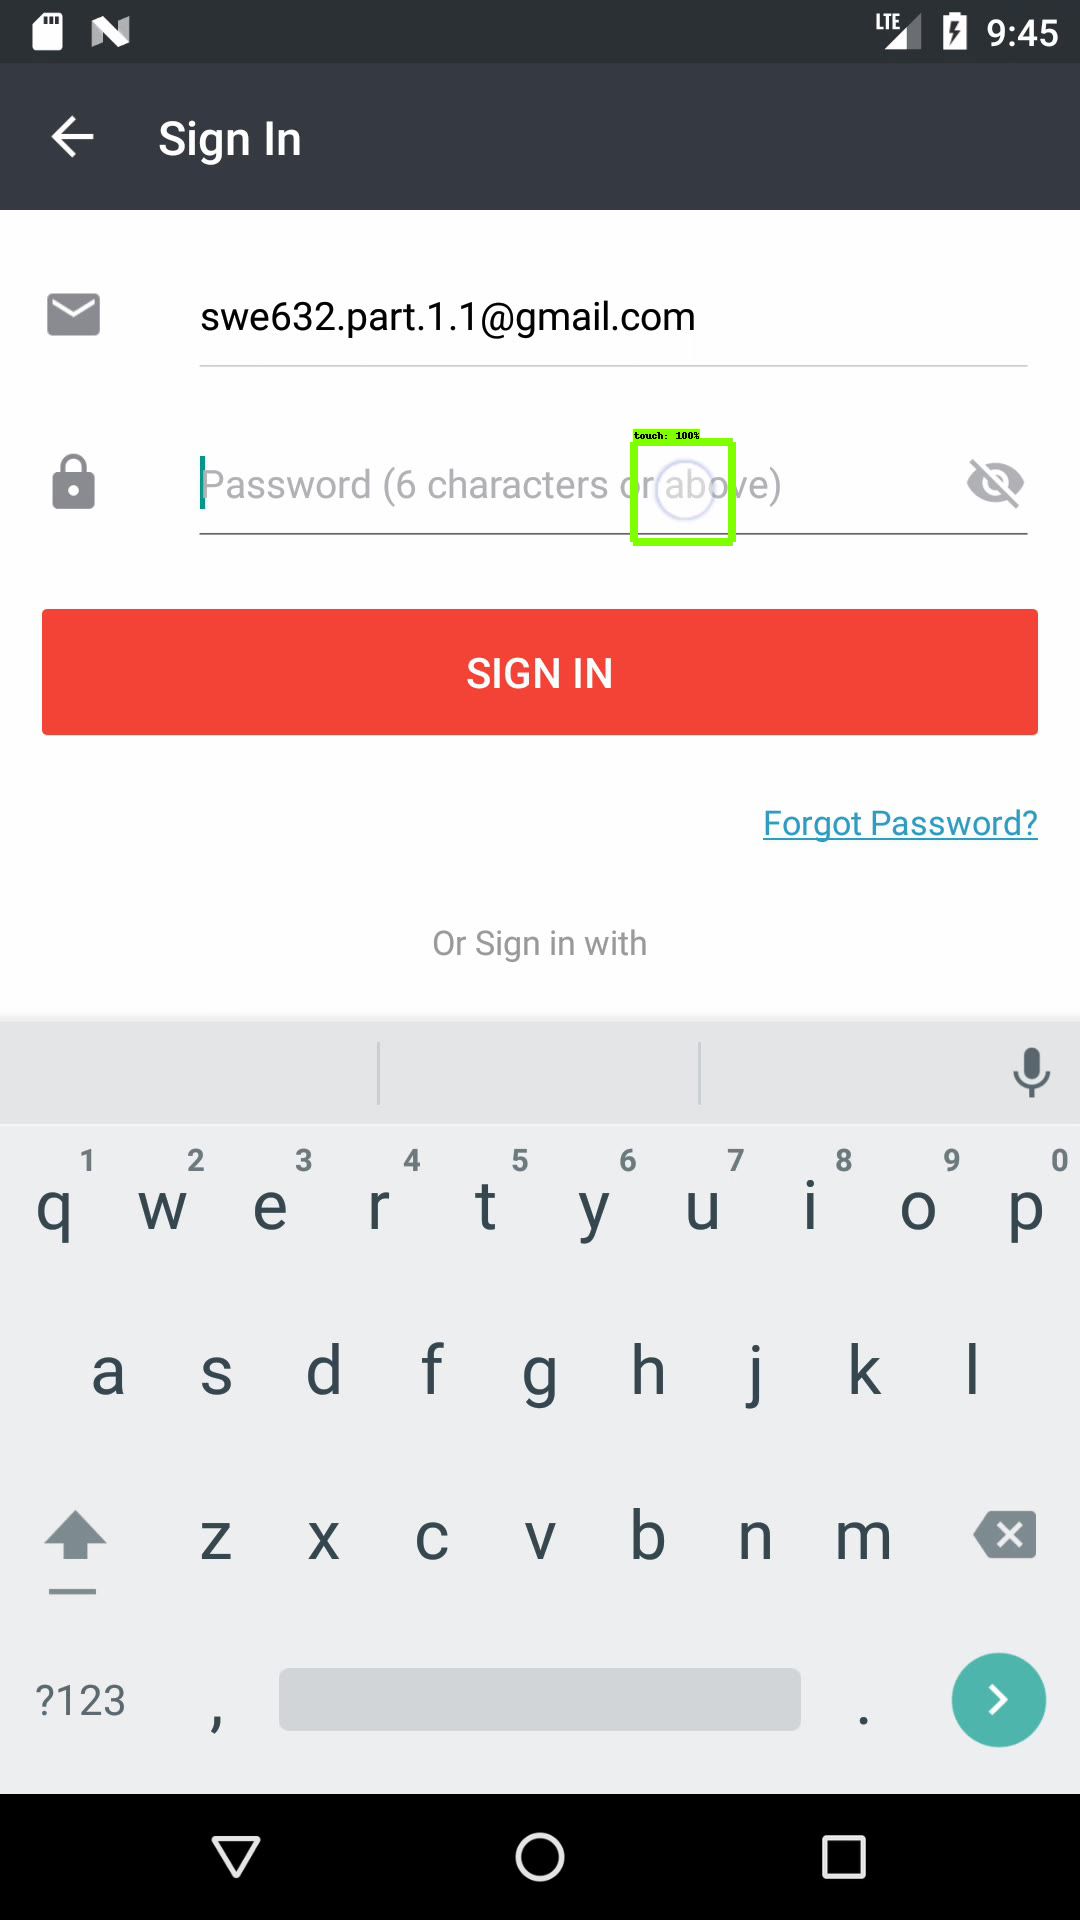 LTE 9:45
Sign In
swe632.part.1.1@gmail.com
touch: 100%
Password (6 characters or above)
SIGN IN
Forgot Password?
Or Sign in with
1 2 3 4 5 6 7 8 9 0
q w e r t y u i o p
a s d f g h j k l
z x c v b n m
?123 , .